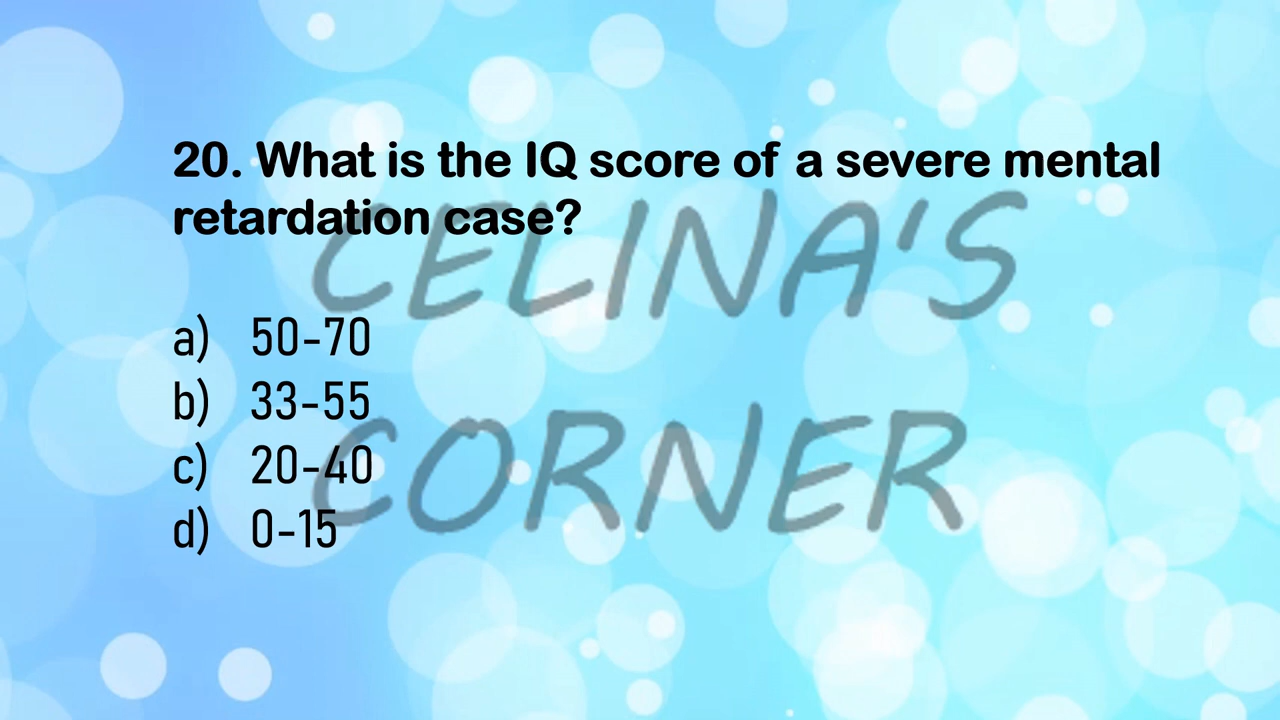 20. What is the IQ score of a severe mental
retardation case?
CELINA'S
a) 50-70
b) 33-55
c) 20-40
CORNER
d) 0-15